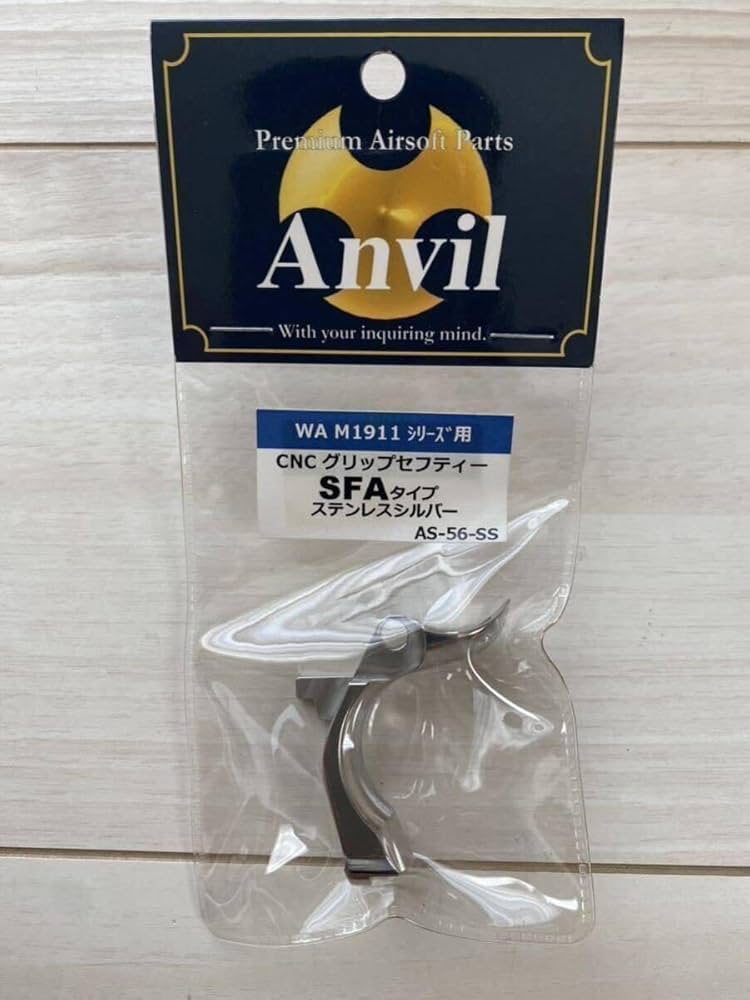 Premium Airsoft Parts
Anvil
With your inquiring mind.
WA M1911 ｼﾘｰｽﾞ用
CNC グリップセフティー
SFAタイプ
ステンレスシルバー
AS-56-SS